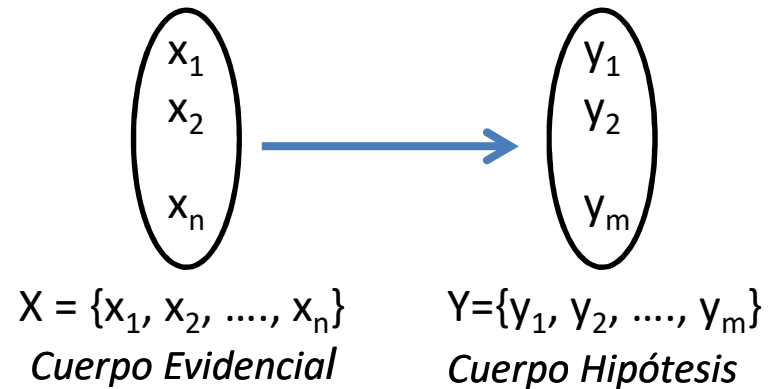 x₁
x₂
xₙ
y₁
y₂
yₘ
X = {x₁, x₂, ...., xₙ}
Cuerpo Evidencial
Y={y₁, y₂, ...., yₘ}
Cuerpo Hipótesis